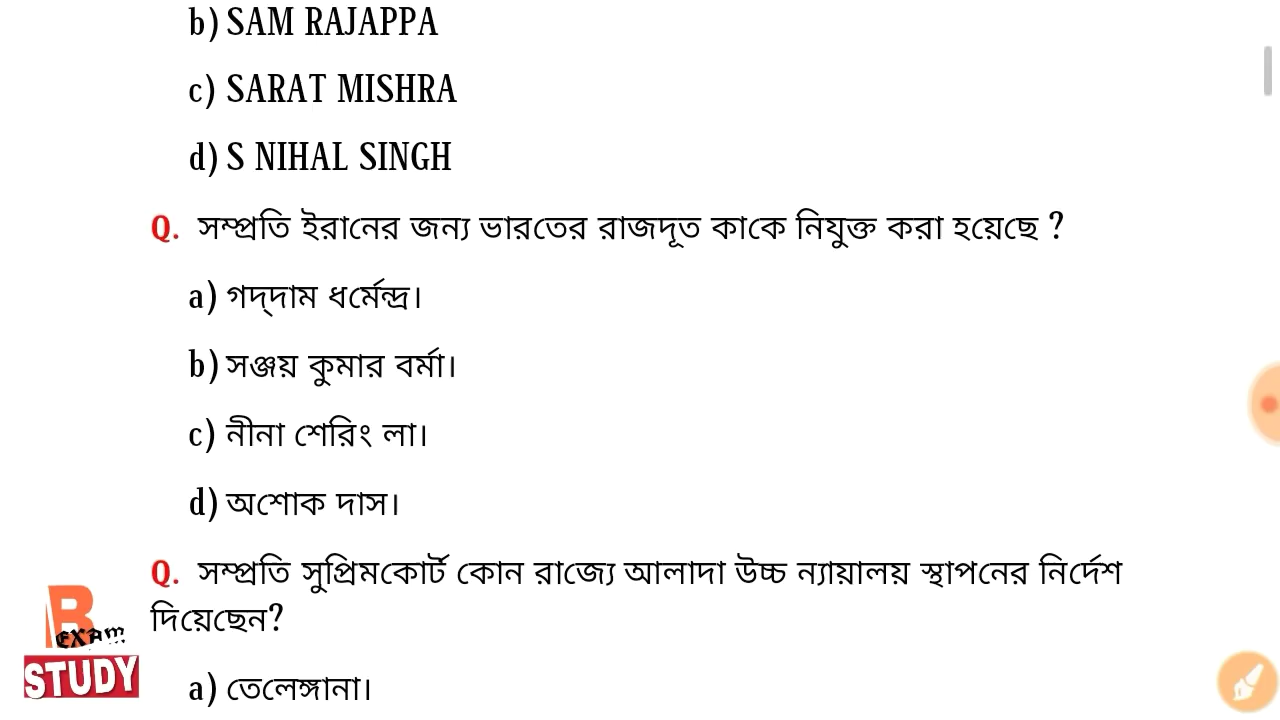 b) SAM RAJAPPA
c) SARAT MISHRA
d) S NIHAL SINGH
Q. সম্প্রতি ইরানের জন্য ভারতের রাজদূত কাকে নিযুক্ত করা হয়েছে ?
a) গদ্দাম ধর্মেন্দ্র।
b) সঞ্জয় কুমার বর্মা।
c) নীনা শেরিং লা।
d) অশোক দাস।
Q. সম্প্রতি সুপ্রিমকোর্ট কোন রাজ্যে আলাদা উচ্চ ন্যায়ালয় স্থাপনের নির্দেশ
দিয়েছেন?
a) তেলেঙ্গানা।
B
EXAM
STUDY